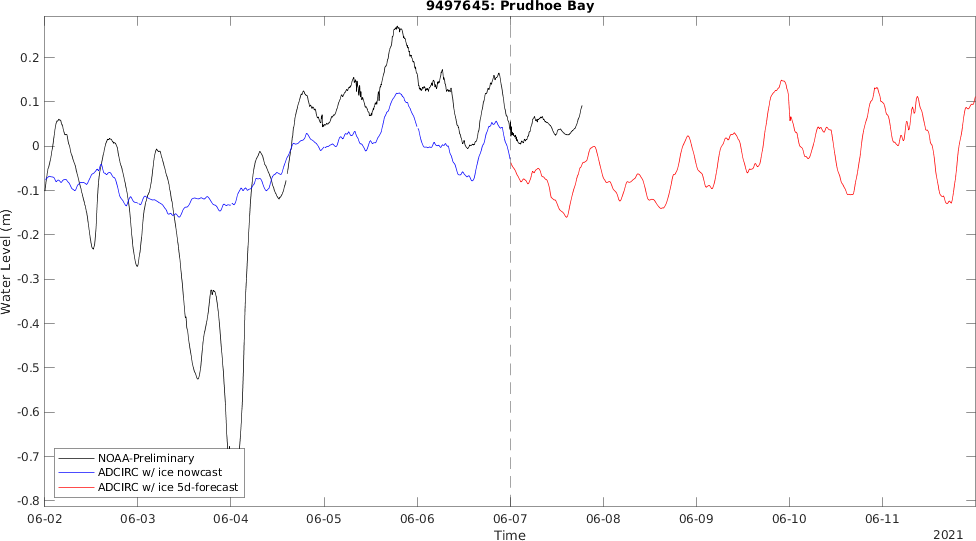 9497645: Prudhoe Bay
Water Level (m)
0.2
0.1
0
-0.1
-0.2
-0.3
-0.4
-0.5
-0.6
-0.7
-0.8
NOAA-Preliminary
ADCIRC w/ ice nowcast
ADCIRC w/ ice 5d-forecast
06-02 06-03 06-04 06-05 06-06 06-07 06-08 06-09 06-10 06-11
Time
2021